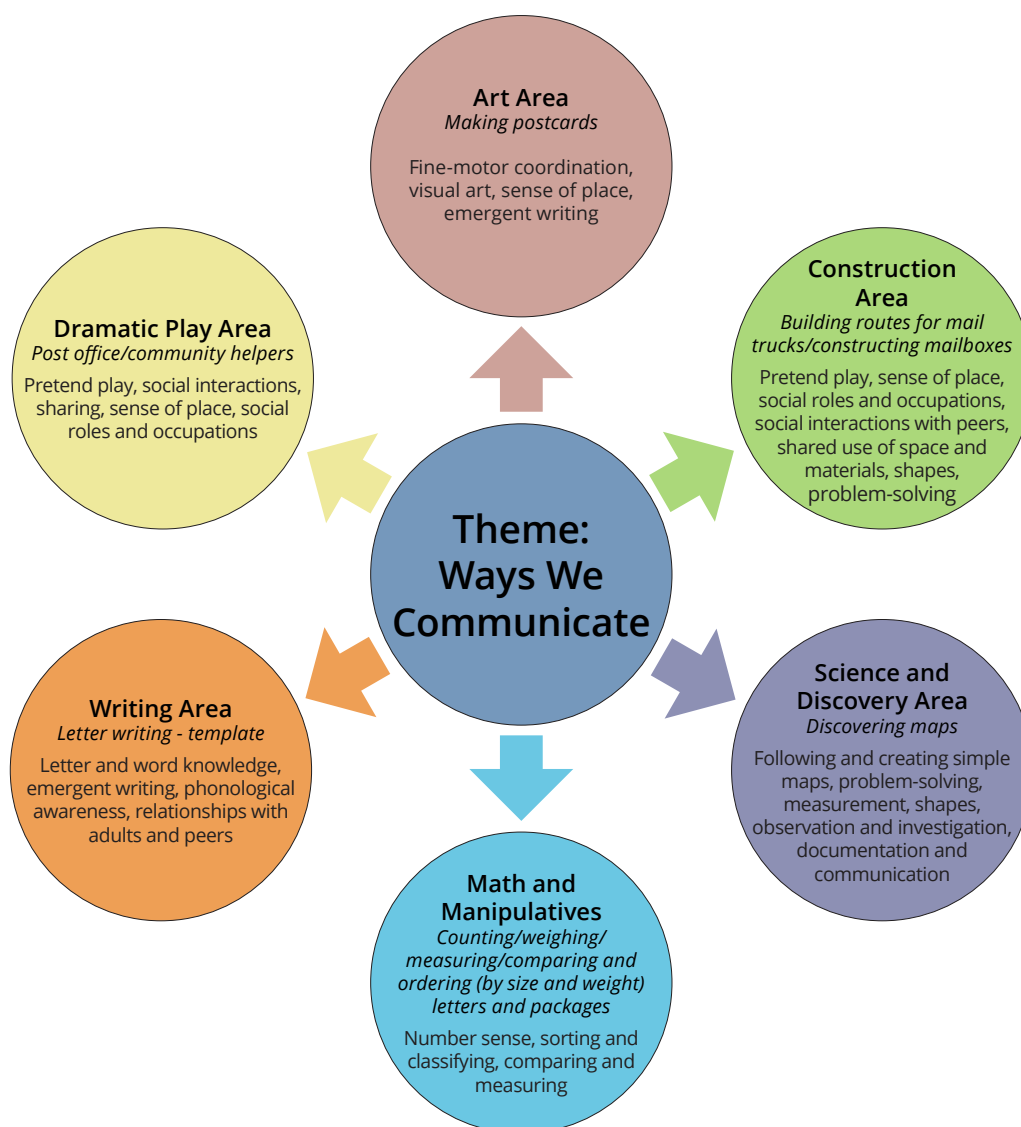 Art Area
Making postcards
Fine-motor coordination,
visual art, sense of place,
emergent writing
Dramatic Play Area
Post office/community helpers
Pretend play, social interactions,
sharing, sense of place, social
roles and occupations
Construction
Area
Building routes for mail
trucks/constructing mailboxes
Pretend play, sense of place,
social roles and occupations,
social interactions with peers,
shared use of space and
materials, shapes,
problem-solving
Theme:
Ways We
Communicate
Writing Area
Letter writing - template
Letter and word knowledge,
emergent writing, phonological
awareness, relationships with
adults and peers
Science and
Discovery Area
Discovering maps
Following and creating simple
maps, problem-solving,
measurement, shapes,
observation and investigation,
documentation and
communication
Math and
Manipulatives
Counting/weighing/
measuring/comparing and
ordering (by size and weight)
letters and packages
Number sense, sorting and
classifying, comparing and
measuring